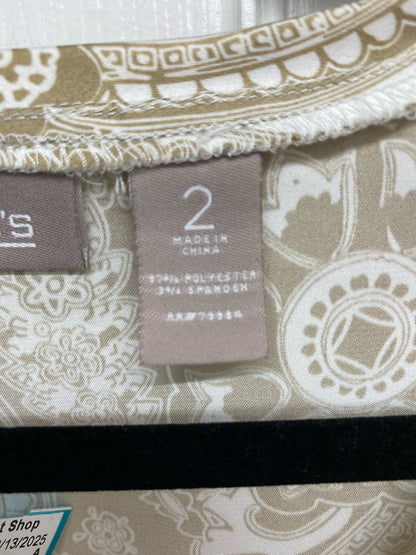 's
2
MADE IN
CHINA
97% POLYESTER
3% SPANDEX
t Shop
/13/2025
A